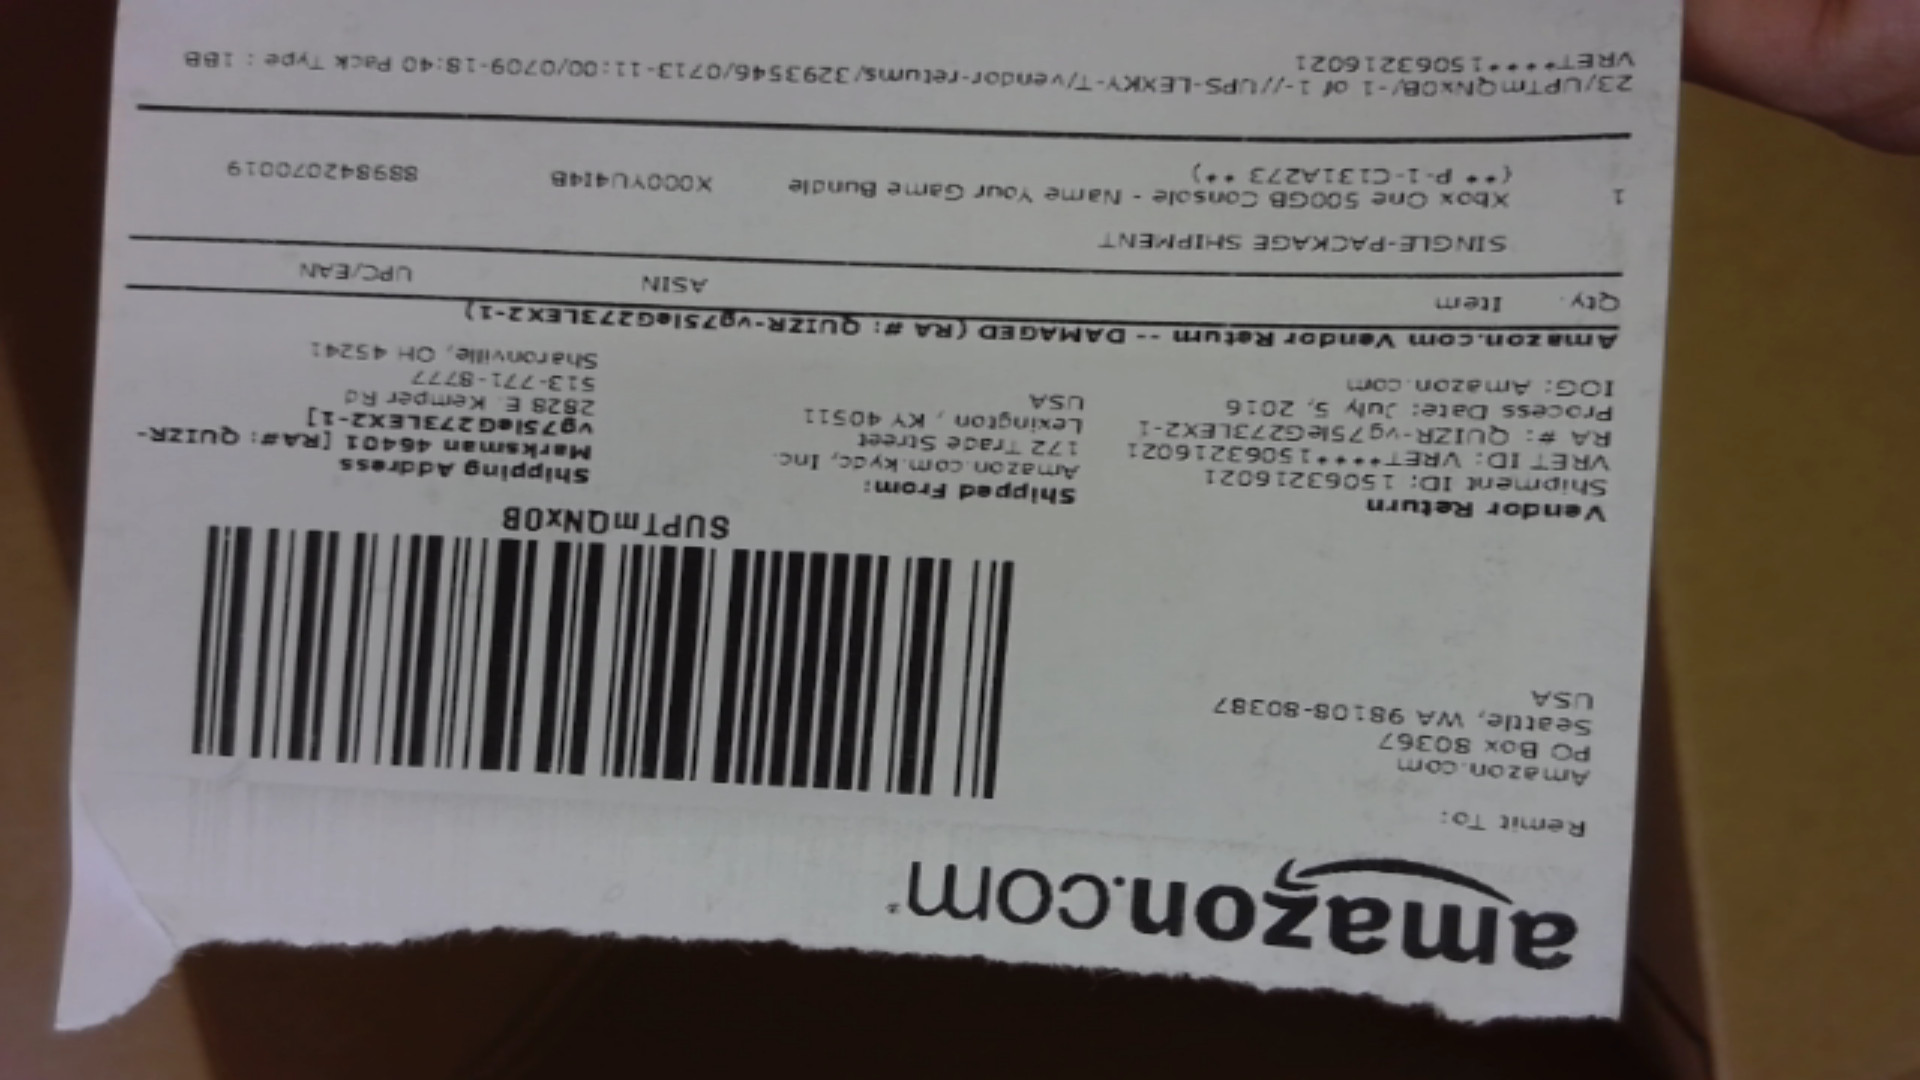 amazon.com
Remit To:
Amazon.com
PO Box 80367
Seattle, WA 98108-80387
USA
SUPTmQNx0B
Vendor Return
Shipment ID: 15063216021
VRET ID: VRET****15063216021
RA #: QUIZR-vg75leG273LEX2-1
Process Date: July 5, 2016
IOG: Amazon.com
Shipped From:
Amazon.com.kydc, Inc.
172 Trade Street
Lexington , KY 40511
USA
Shipping Address
Marksman 46401 [RA#: QUIZR-
vg75leG273LEX2-1]
2828 E. Kemper Rd
513-771-8777
Sharonville, OH 45241
Amazon.com Vendor Return -- DAMAGED (RA #: QUIZR-vg75leG273LEX2-1)
Qty. Item ASIN UPC/EAN
SINGLE-PACKAGE SHIPMENT
1 Xbox One 500GB Console - Name Your Game Bundle X000YU4I4B 889842070019
(** P-1-C131A273 **)
23/UPTmQNx0B/-1 of 1-//UPS-LEXKY-T/vendor-returns/3293546/0713-11:00/0709-18:40 Pack Type : 1BB
VRET****15063216021